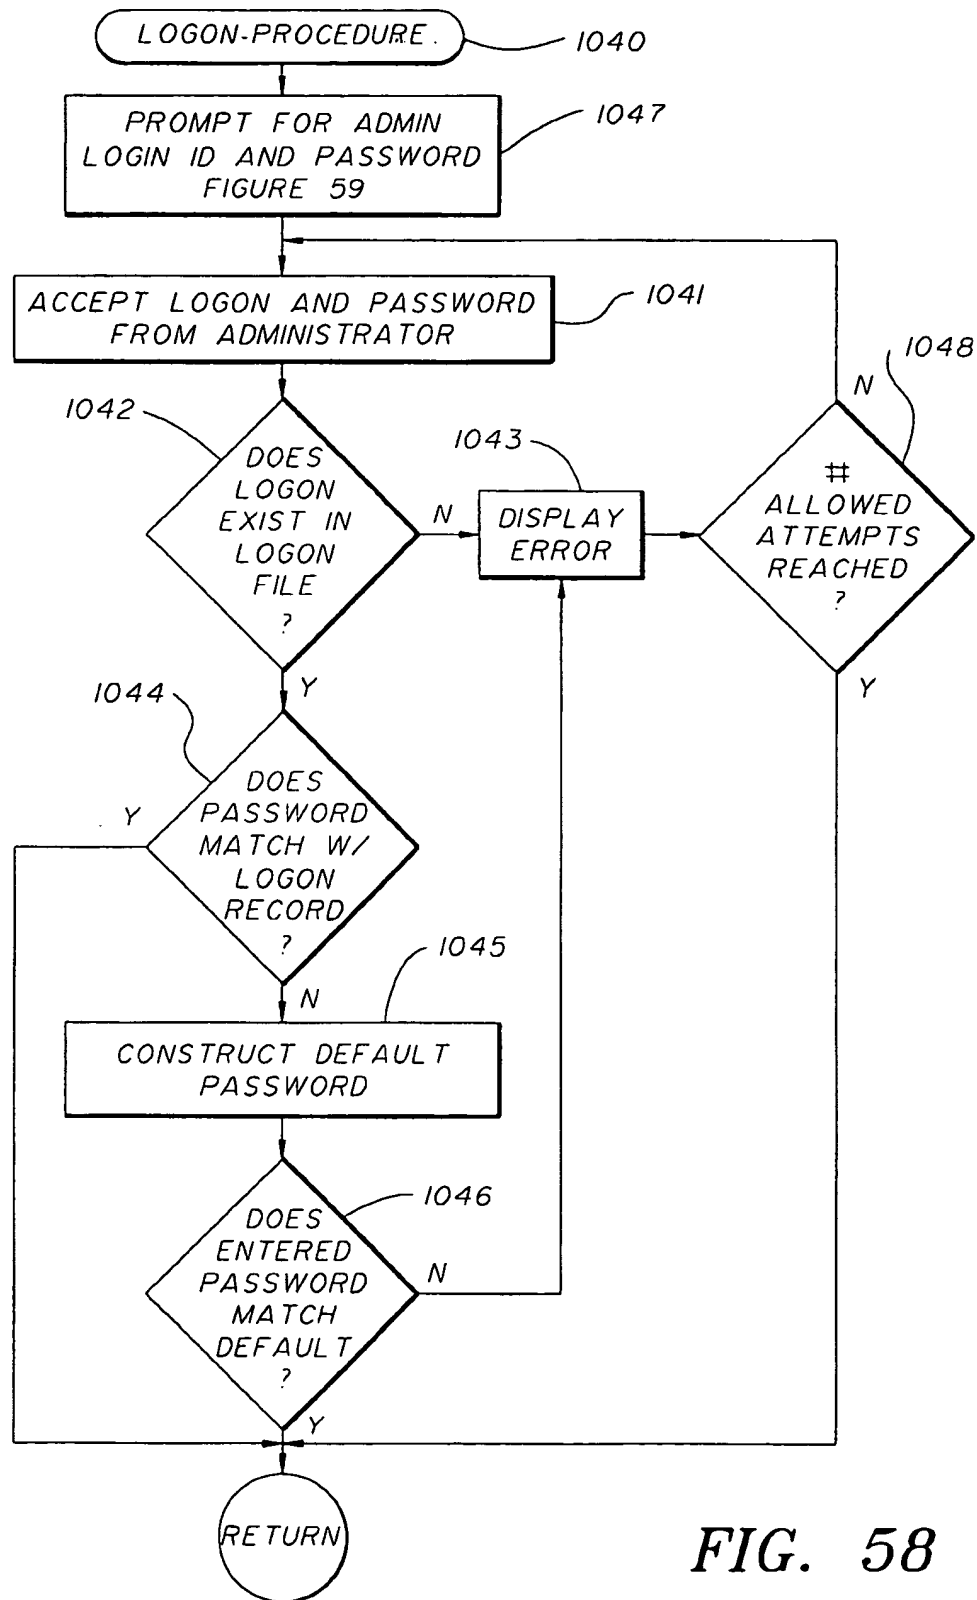 LOGON-PROCEDURE.
1040
PROMPT FOR ADMIN
LOGIN ID AND PASSWORD
FIGURE 59
1047
ACCEPT LOGON AND PASSWORD
FROM ADMINISTRATOR
1041
1042
DOES
LOGON
EXIST IN
LOGON
FILE
?
N
Y
1043
DISPLAY
ERROR
1048
N
#
ALLOWED
ATTEMPTS
REACHED
?
Y
1044
Y
DOES
PASSWORD
MATCH W/
LOGON
RECORD
?
N
1045
CONSTRUCT DEFAULT
PASSWORD
1046
DOES
ENTERED
PASSWORD
MATCH
DEFAULT
?
N
Y
RETURN
FIG. 58